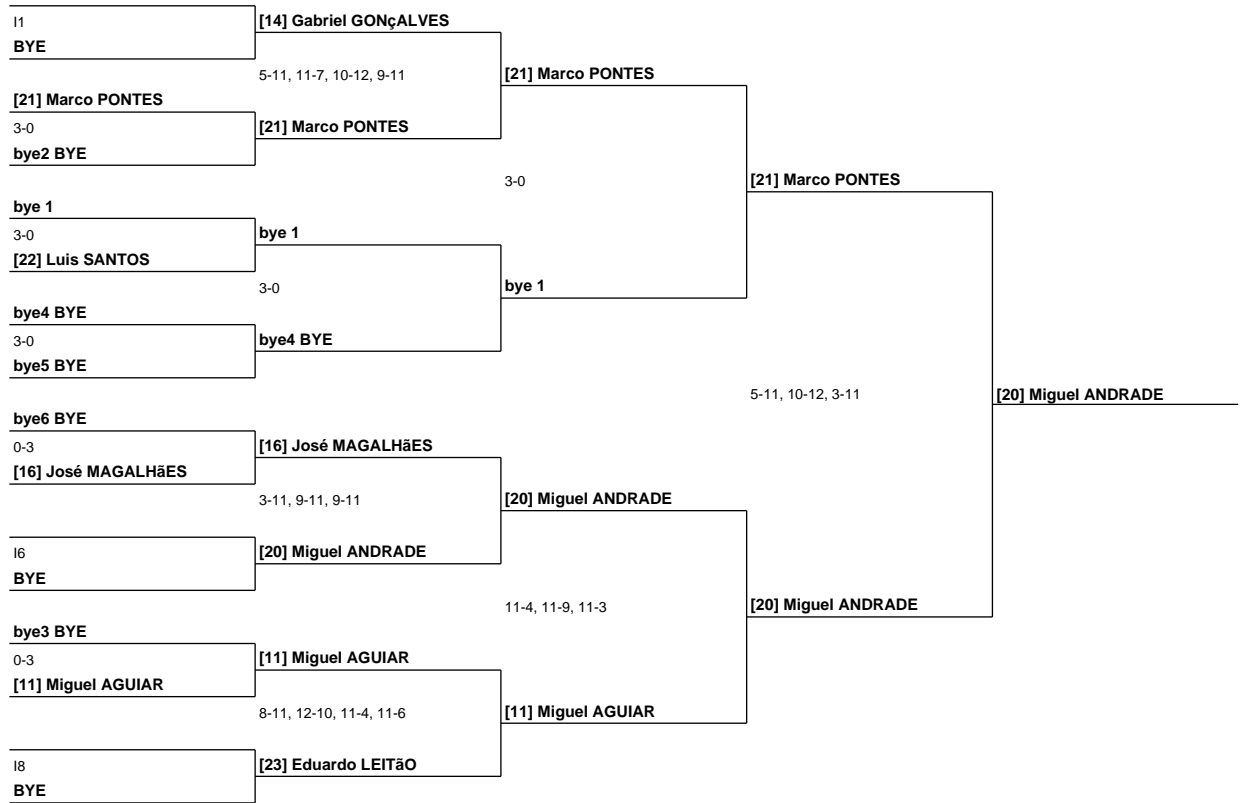 I1
BYE
[14] Gabriel GONçALVES
5-11, 11-7, 10-12, 9-11
[21] Marco PONTES
[21] Marco PONTES
3-0
bye2 BYE
[21] Marco PONTES
3-0
[21] Marco PONTES
bye 1
3-0
[22] Luis SANTOS
bye 1
3-0
bye 1
bye4 BYE
3-0
bye5 BYE
bye4 BYE
5-11, 10-12, 3-11
[20] Miguel ANDRADE
bye6 BYE
0-3
[16] José MAGALHãES
[16] José MAGALHãES
3-11, 9-11, 9-11
[20] Miguel ANDRADE
I6
BYE
[20] Miguel ANDRADE
11-4, 11-9, 11-3
[20] Miguel ANDRADE
bye3 BYE
0-3
[11] Miguel AGUIAR
[11] Miguel AGUIAR
8-11, 12-10, 11-4, 11-6
[11] Miguel AGUIAR
I8
BYE
[23] Eduardo LEITãO